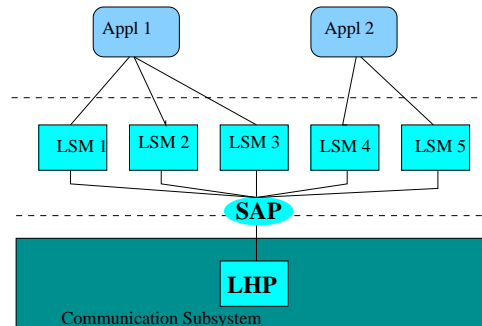 Appl 1
Appl 2
LSM 1
LSM 2
LSM 3
LSM 4
LSM 5
SAP
LHP
Communication Subsystem